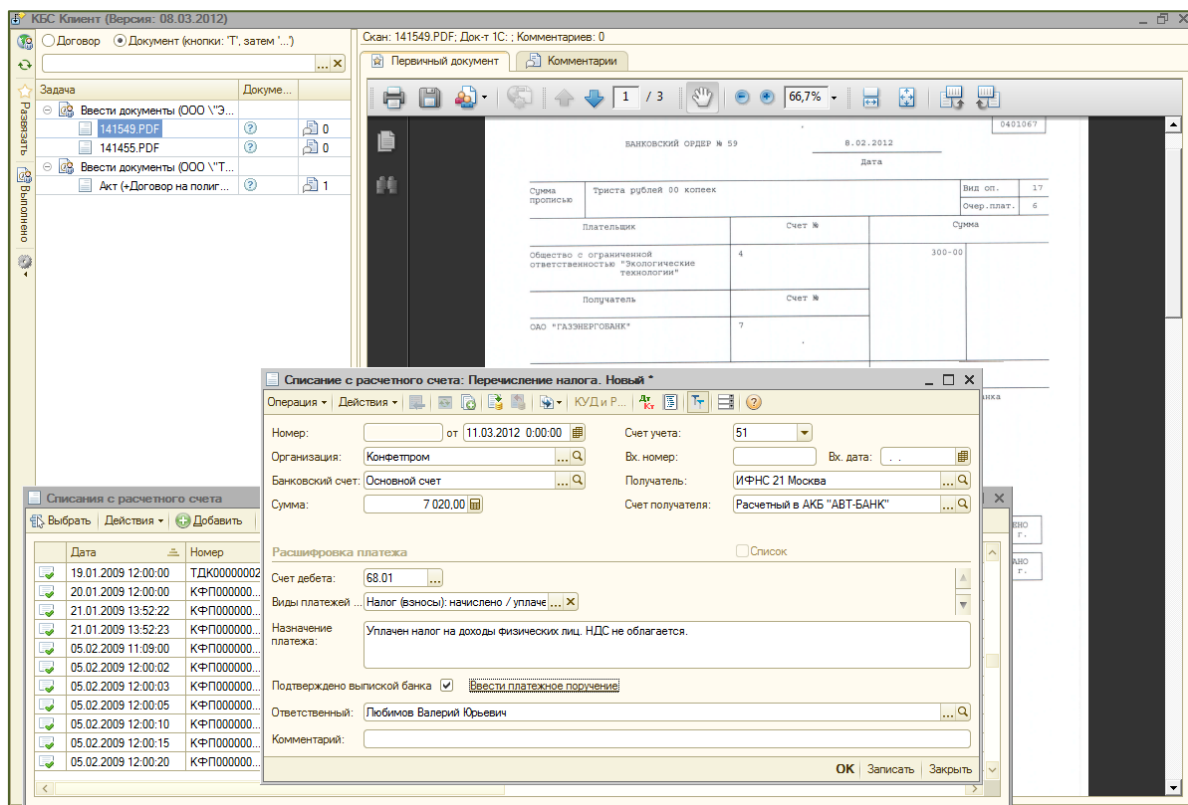 КБС Клиент (Версия: 08.03.2012)
Договор Документ (кнопки: 'Т', затем '...')
Скан: 141549.PDF; Док-т 1С: ; Комментариев: 0
Первичный документ Комментарии
Развязать
Выполнено
Задача Докуме...
Ввести документы (ООО \"Э...
141549.PDF 0
141455.PDF 0
Ввести документы (ООО \"Т...
Акт (+Договор на полиг... 1
1 / 3 66,7%
0401067
БАНКОВСКИЙ ОРДЕР № 59 8.02.2012
Дата
Сумма прописью Триста рублей 00 копеек Вид оп. 17
Очер.плат. 6
Плательщик Счет № Сумма
Общество с ограниченной 4 300-00
ответственностью "Экологические
технологии"
Получатель Счет №
ОАО "ГАЗЭНЕРГОБАНК" 7
Списание с расчетного счета: Перечисление налога. Новый *
Операция Действия КУДиР... Дт Кт
Номер: от 11.03.2012 0:00:00 Счет учета: 51
Организация: Конфетпром ... Вх. номер: Вх. дата: . .
Банковский счет: Основной счет ... Получатель: ИФНС 21 Москва ...
Сумма: 7 020,00 Счет получателя: Расчетный в АКБ "АВТ-БАНК" ...
Расшифровка платежа Список
Счет дебета: 68.01 ...
Виды платежей ... Налог (взносы): начислено / уплаче ...
Назначение платежа: Уплачен налог на доходы физических лиц. НДС не облагается.
Подтверждено выпиской банка Ввести платежное поручение
Ответственный: Любимов Валерий Юрьевич ...
Комментарий:
OK Записать Закрыть
Списания с расчетного счета
Выбрать Действия Добавить
Дата Номер
19.01.2009 12:00:00 ТДК00000002
20.01.2009 12:00:00 КФП000000...
21.01.2009 13:52:22 КФП000000...
21.01.2009 13:52:23 КФП000000...
05.02.2009 11:09:00 КФП000000...
05.02.2009 12:00:02 КФП000000...
05.02.2009 12:00:03 КФП000000...
05.02.2009 12:00:05 КФП000000...
05.02.2009 12:00:10 КФП000000...
05.02.2009 12:00:15 КФП000000...
05.02.2009 12:00:20 КФП000000...